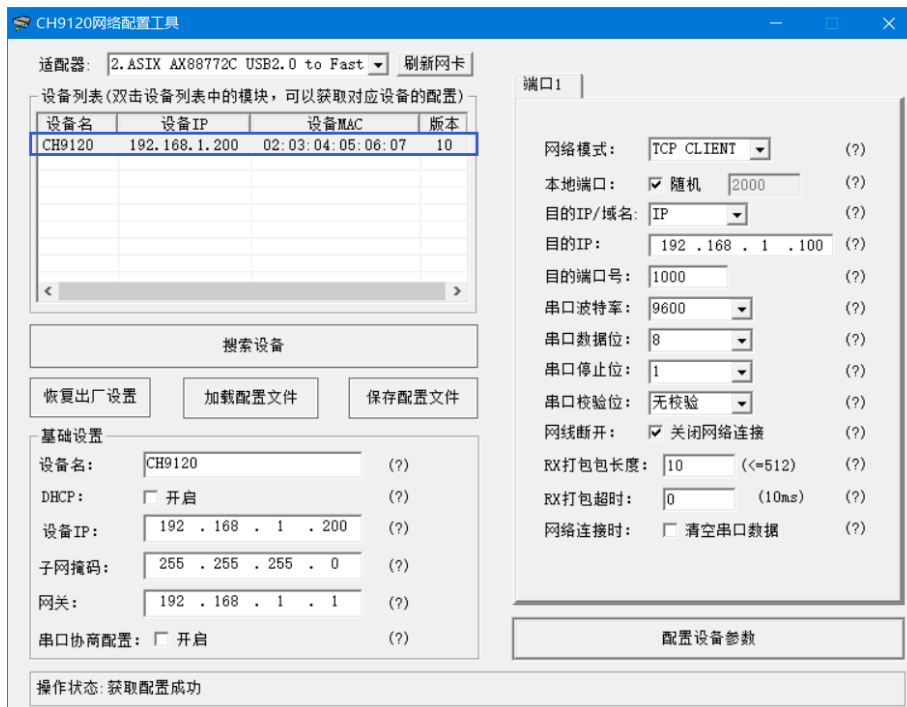 CH9120网络配置工具
适配器: 2.ASIX AX88772C USB2.0 to Fast 刷新网卡
设备列表(双击设备列表中的模块，可以获取对应设备的配置)
设备名 设备IP 设备MAC 版本
CH9120 192.168.1.200 02:03:04:05:06:07 10
搜索设备
恢复出厂设置 加载配置文件 保存配置文件
基础设置
设备名: CH9120 (?)
DHCP: 开启 (?)
设备IP: 192 . 168 . 1 . 200 (?)
子网掩码: 255 . 255 . 255 . 0 (?)
网关: 192 . 168 . 1 . 1 (?)
串口协商配置: 开启 (?)
端口1
网络模式: TCP CLIENT (?)
本地端口: 随机 2000 (?)
目的IP/域名: IP (?)
目的IP: 192 .168 . 1 .100 (?)
目的端口号: 1000 (?)
串口波特率: 9600 (?)
串口数据位: 8 (?)
串口停止位: 1 (?)
串口校验位: 无校验 (?)
网线断开: 关闭网络连接 (?)
RX打包包长度: 10 (<=512) (?)
RX打包超时: 0 (10ms) (?)
网络连接时: 清空串口数据 (?)
配置设备参数
操作状态:获取配置成功